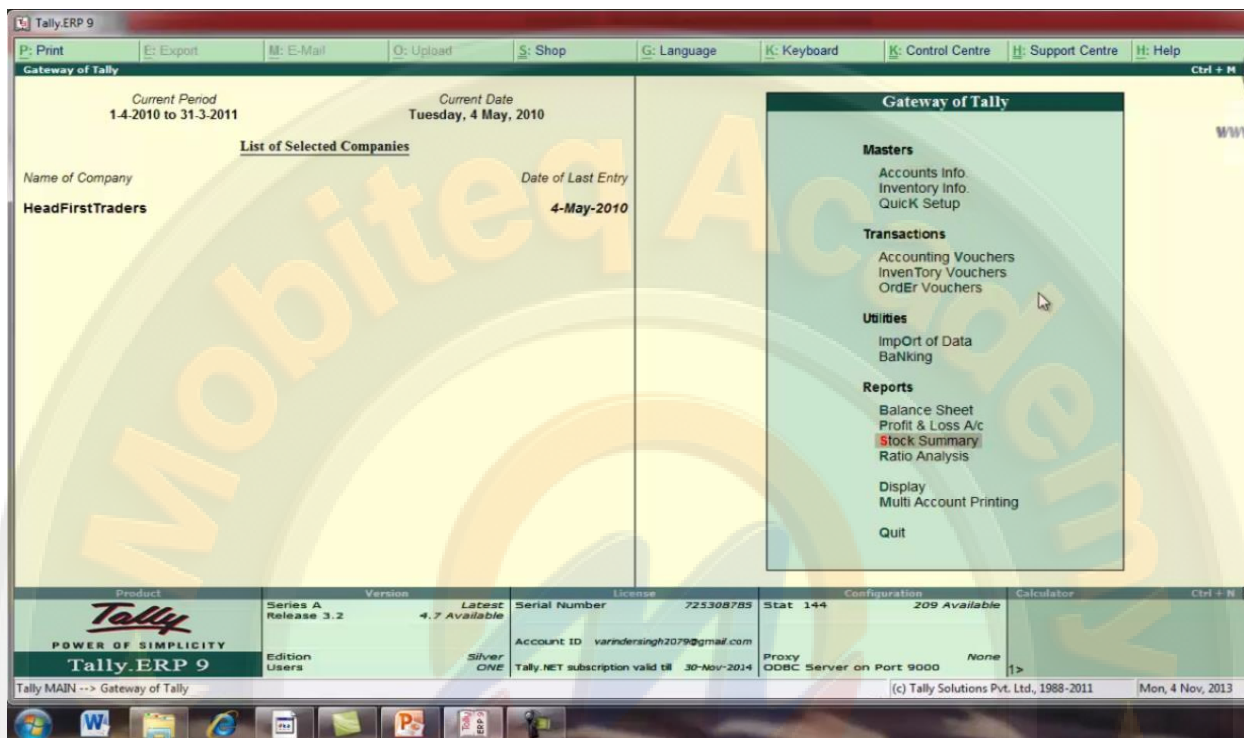 Tally.ERP 9
P: Print E: Export M: E-Mail O: Upload S: Shop G: Language K: Keyboard K: Control Centre H: Support Centre H: Help
Gateway of Tally Ctrl + M
Current Period Current Date
1-4-2010 to 31-3-2011 Tuesday, 4 May, 2010
List of Selected Companies
Name of Company Date of Last Entry
HeadFirstTraders 4-May-2010
Gateway of Tally
Masters
Accounts Info.
Inventory Info.
QuicK Setup
Transactions
Accounting Vouchers
InvenTory Vouchers
OrdEr Vouchers
Utilities
ImpOrt of Data
BaNking
Reports
Balance Sheet
Profit & Loss A/c
Stock Summary
Ratio Analysis
Display
Multi Account Printing
Quit
Mobiteq Academy
Product Version License Configuration Calculator Ctrl + N
Tally
POWER OF SIMPLICITY
Tally.ERP 9
Series A Latest
Release 3.2 4.7 Available
Edition Silver
Users ONE
Serial Number 725308785
Account ID varindersingh2079@gmail.com
Tally.NET subscription valid till 30-Nov-2014
Stat 144 209 Available
Proxy None
ODBC Server on Port 9000
1>
Tally MAIN --> Gateway of Tally (c) Tally Solutions Pvt. Ltd., 1988-2011 Mon, 4 Nov, 2013